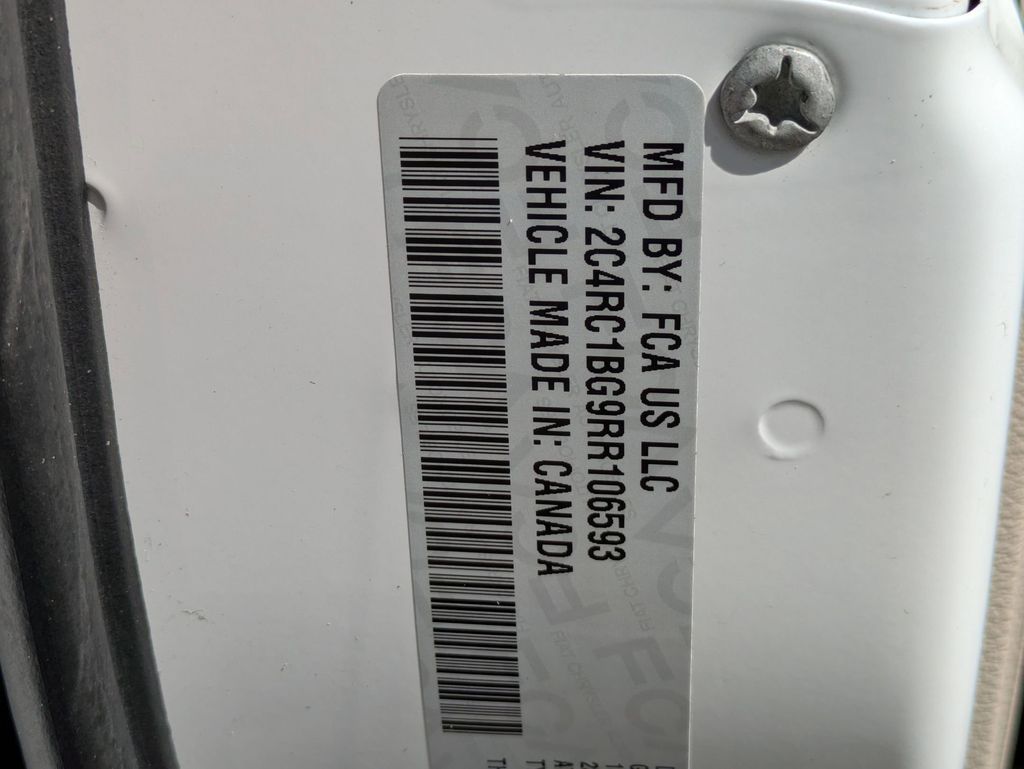 MFD BY: FCA US LLC
VIN: 2C4RC1BG9RR106593
VEHICLE MADE IN: CANADA